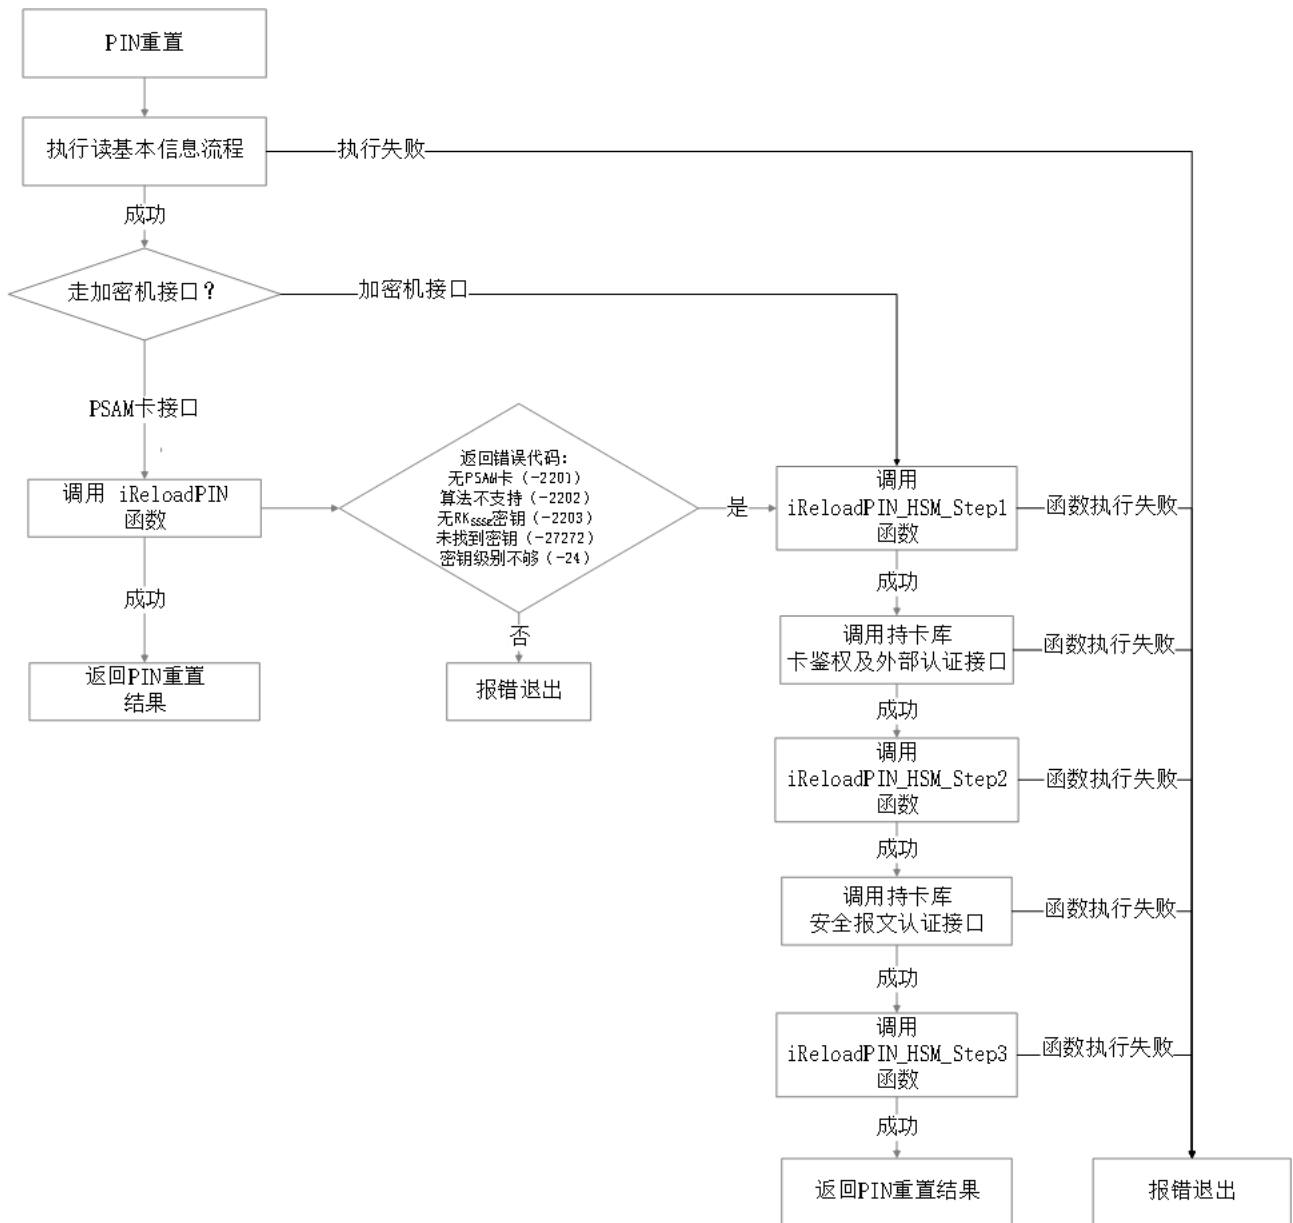 PIN重置
执行读基本信息流程
执行失败
成功
走加密机接口？
加密机接口
PSAM卡接口
调用 iReloadPIN
函数
成功
返回PIN重置
结果
返回错误代码：
无PSAM卡（-2201）
算法不支持（-2202）
无RKSSSE密钥（-2203）
未找到密钥（-27272）
密钥级别不够（-24）
是
否
报错退出
调用
iReloadPIN_HSM_Step1
函数
函数执行失败
成功
调用持卡库
卡鉴权及外部认证接口
函数执行失败
成功
调用
iReloadPIN_HSM_Step2
函数
函数执行失败
成功
调用持卡库
安全报文认证接口
函数执行失败
成功
调用
iReloadPIN_HSM_Step3
函数
函数执行失败
成功
返回PIN重置结果
报错退出